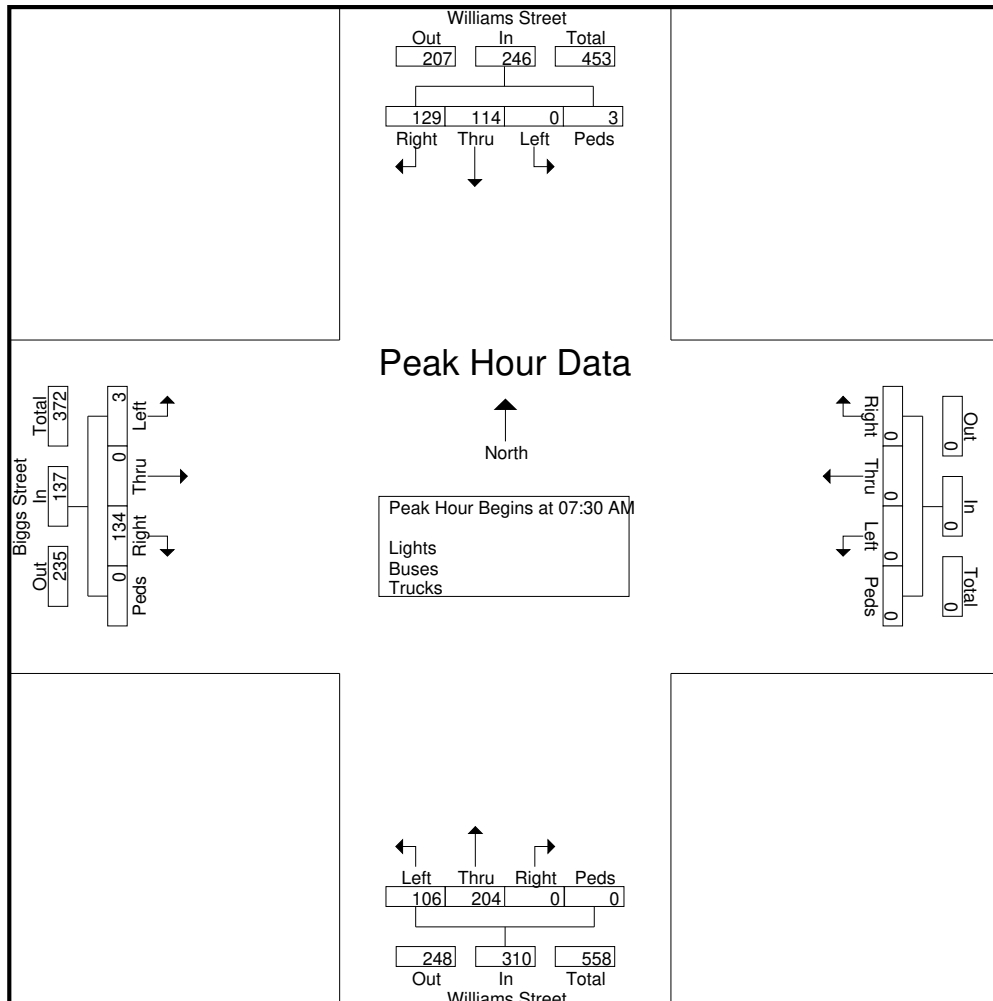 Williams Street
Out In Total
207 246 453
129 114 0 3
Right Thru Left Peds
Peak Hour Data
North
Peak Hour Begins at 07:30 AM
Lights
Buses
Trucks
Biggs Street
Out In Total
235 137 372
Left Thru Right Peds
3 0 134 0
Out In Total
0 0 0
Right Thru Left Peds
0 0 0 0
Left Thru Right Peds
106 204 0 0
248 310 558
Out In Total
Williams Street